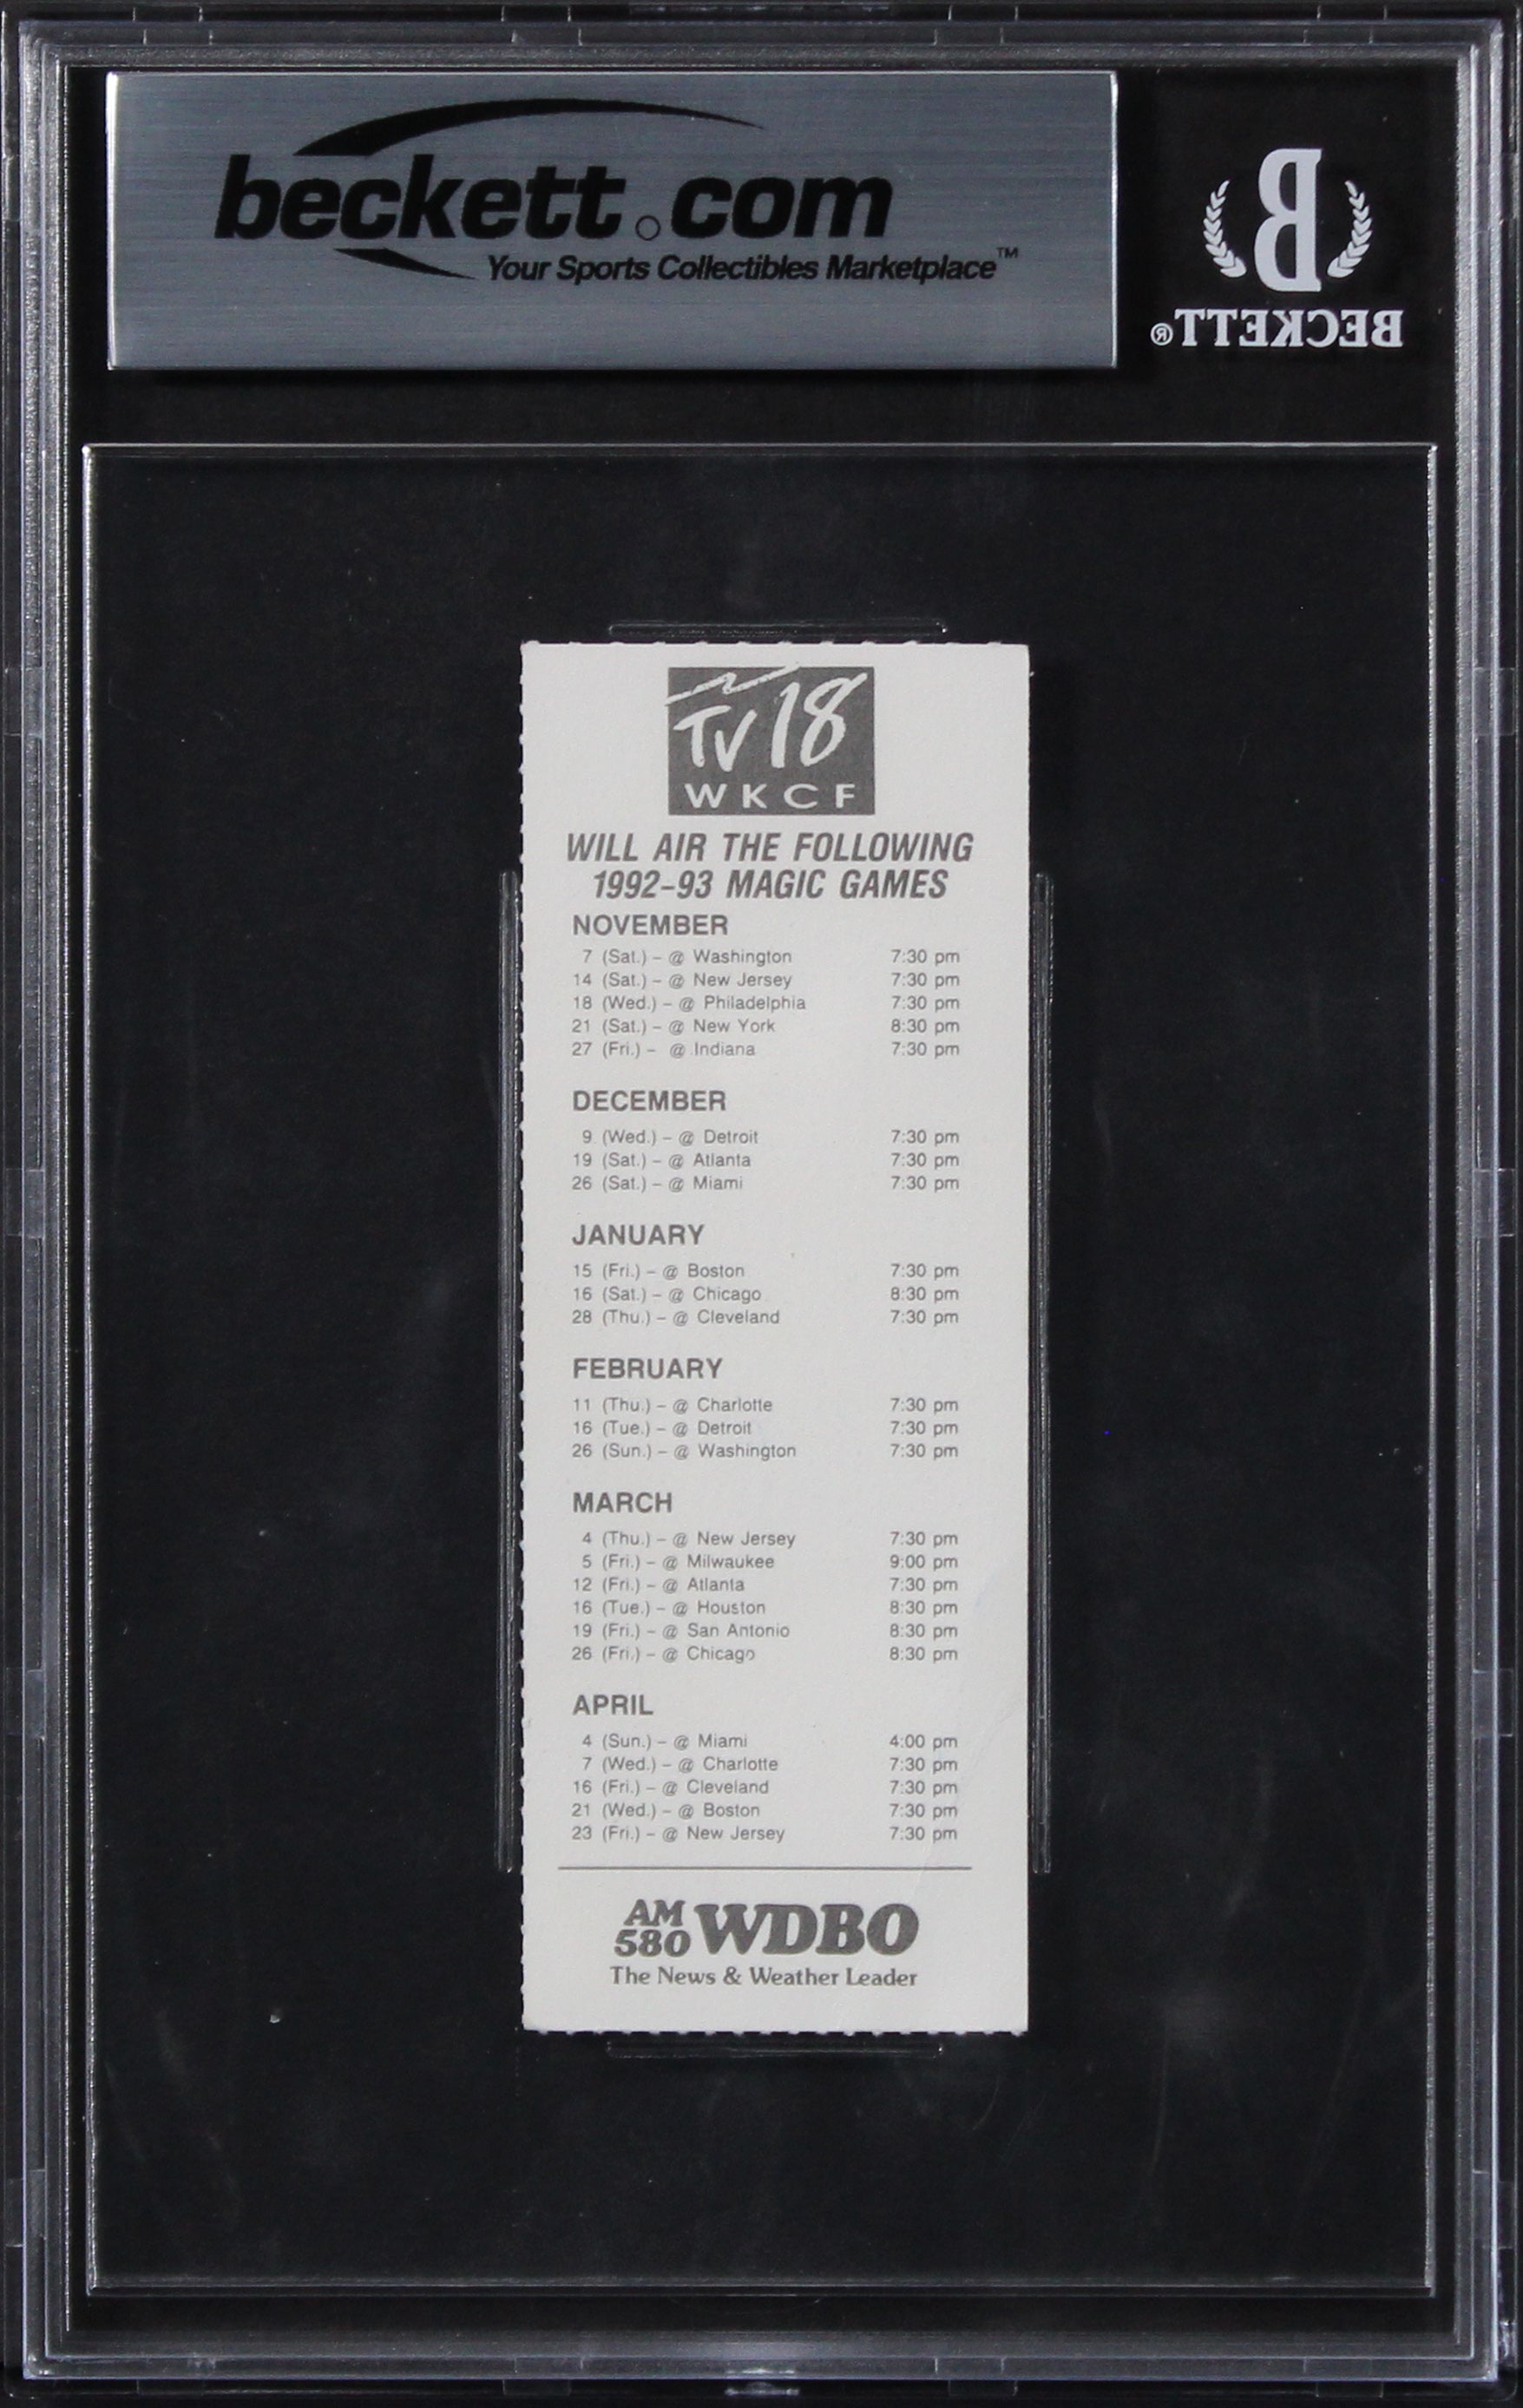 beckett.com
Your Sports Collectibles Marketplace™
B
BECKETT®
TV18
WKCF
WILL AIR THE FOLLOWING
1992-93 MAGIC GAMES
NOVEMBER
7 (Sat.) – @ Washington 7:30 pm
14 (Sat.) – @ New Jersey 7:30 pm
18 (Wed.) – @ Philadelphia 7:30 pm
21 (Sat.) – @ New York 8:30 pm
27 (Fri.) – @ Indiana 7:30 pm
DECEMBER
9 (Wed.) – @ Detroit 7:30 pm
19 (Sat.) – @ Atlanta 7:30 pm
26 (Sat.) – @ Miami 7:30 pm
JANUARY
15 (Fri.) – @ Boston 7:30 pm
16 (Sat.) – @ Chicago 8:30 pm
28 (Thu.) – @ Cleveland 7:30 pm
FEBRUARY
11 (Thu.) – @ Charlotte 7:30 pm
16 (Tue.) – @ Detroit 7:30 pm
26 (Sun.) – @ Washington 7:30 pm
MARCH
4 (Thu.) – @ New Jersey 7:30 pm
5 (Fri.) – @ Milwaukee 9:00 pm
12 (Fri.) – @ Atlanta 7:30 pm
16 (Tue.) – @ Houston 8:30 pm
19 (Fri.) – @ San Antonio 8:30 pm
26 (Fri.) – @ Chicago 8:30 pm
APRIL
4 (Sun.) – @ Miami 4:00 pm
7 (Wed.) – @ Charlotte 7:30 pm
16 (Fri.) – @ Cleveland 7:30 pm
21 (Wed.) – @ Boston 7:30 pm
23 (Fri.) – @ New Jersey 7:30 pm
AM 580 WDBO
The News & Weather Leader